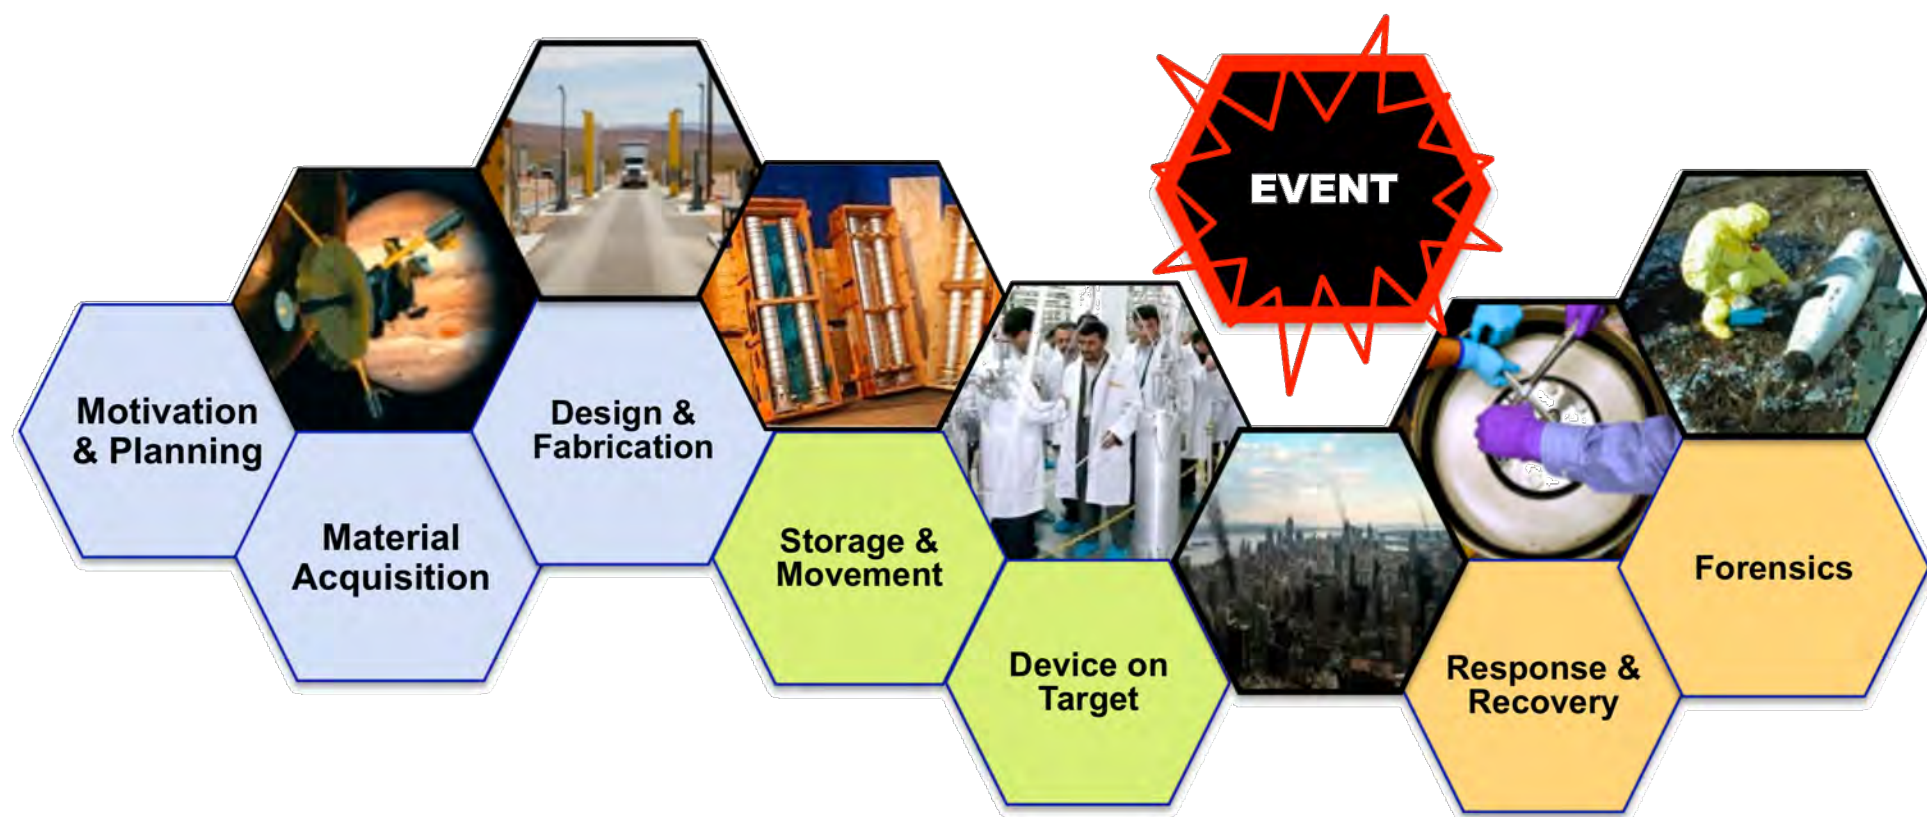 EVENT
Motivation
& Planning
Material
Acquisition
Design &
Fabrication
Storage &
Movement
Device on
Target
Response &
Recovery
Forensics